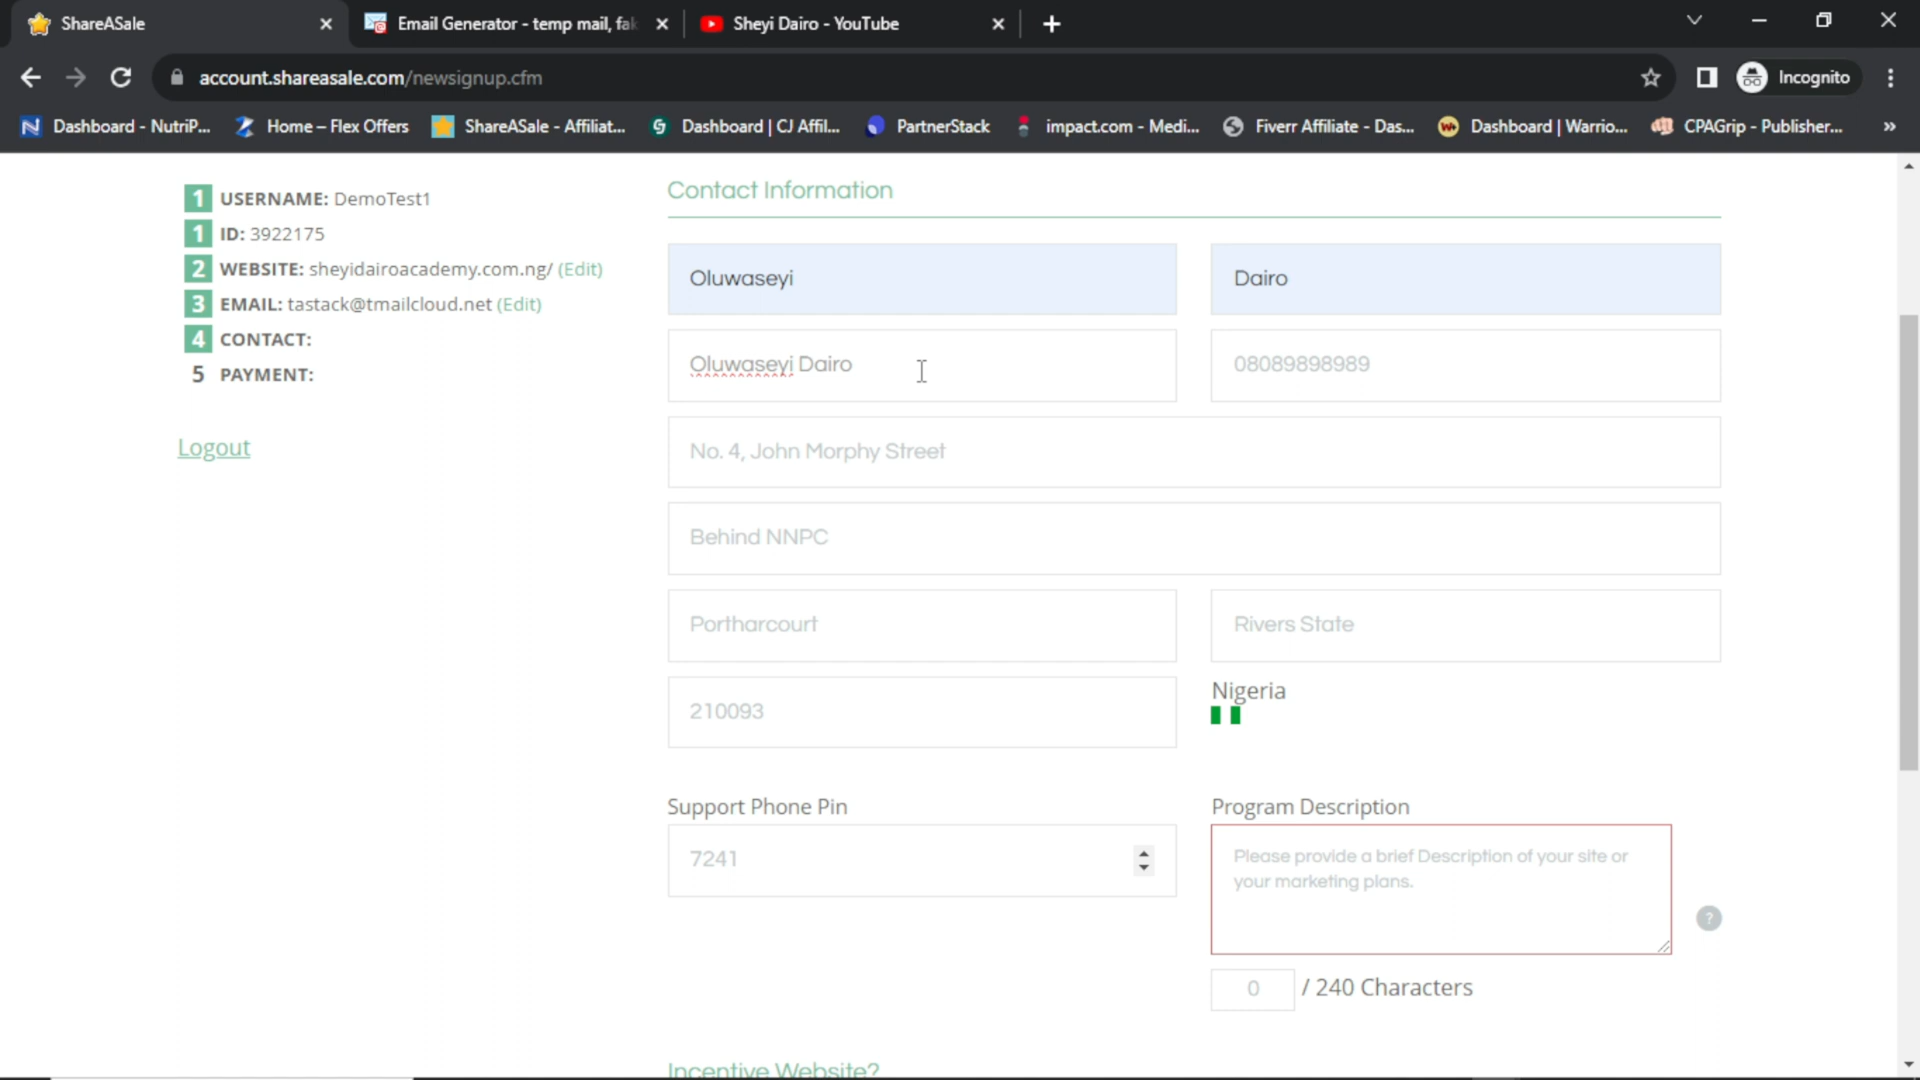 ShareASale
Email Generator - temp mail, fak
Sheyi Dairo - YouTube
account.shareasale.com/newsignup.cfm
Incognito
Dashboard - NutriP...
Home – Flex Offers
ShareASale - Affiliat...
Dashboard | CJ Affil...
PartnerStack
impact.com - Medi...
Fiverr Affiliate - Das...
Dashboard | Warrio...
CPAGrip - Publisher...
»
1 USERNAME: DemoTest1
1 ID: 3922175
2 WEBSITE: sheyidairoacademy.com.ng/ (Edit)
3 EMAIL: tastack@tmailcloud.net (Edit)
4 CONTACT:
5 PAYMENT:
Logout
Contact Information
Oluwaseyi
Dairo
Oluwaseyi Dairo
08089898989
No. 4, John Morphy Street
Behind NNPC
Portharcourt
Rivers State
210093
Nigeria
Support Phone Pin
7241
Program Description
Please provide a brief Description of your site or
your marketing plans.
?
0 / 240 Characters
Incentive Website?